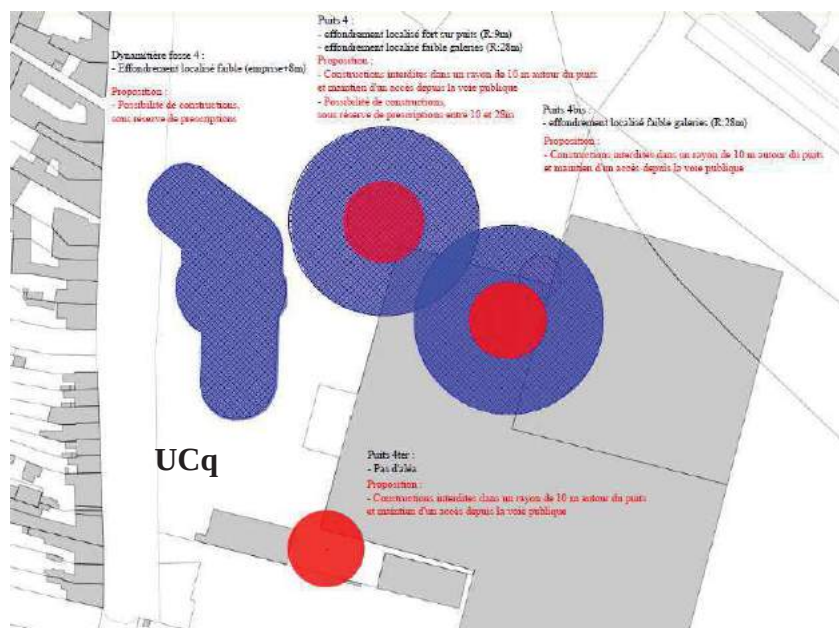 Puits 4 :
- effondrement localisé fort sur puits (R:9m)
- effondrement localisé faible galeries (R:28m)
Proposition :
- Constructions interdites dans un rayon de 10 m autour du puits
et maintien d'un accès depuis la voie publique
- Possibilité de constructions,
sous réserve de prescriptions entre 10 et 28m
Dynamitière fosse 4 :
- Effondrement localisé faible (emprise+8m)
Proposition :
- Possibilité de constructions,
sous réserve de prescriptions
Puits 4bis :
- effondrement localisé faible galeries (R:28m)
Proposition :
- Constructions interdites dans un rayon de 10 m autour du puits
et maintien d'un accès depuis la voie publique
UCq
Puits 4ter :
- Pas d'aléa
Proposition :
- Constructions interdites dans un rayon de 10 m autour du puits
et maintien d'un accès depuis la voie publique